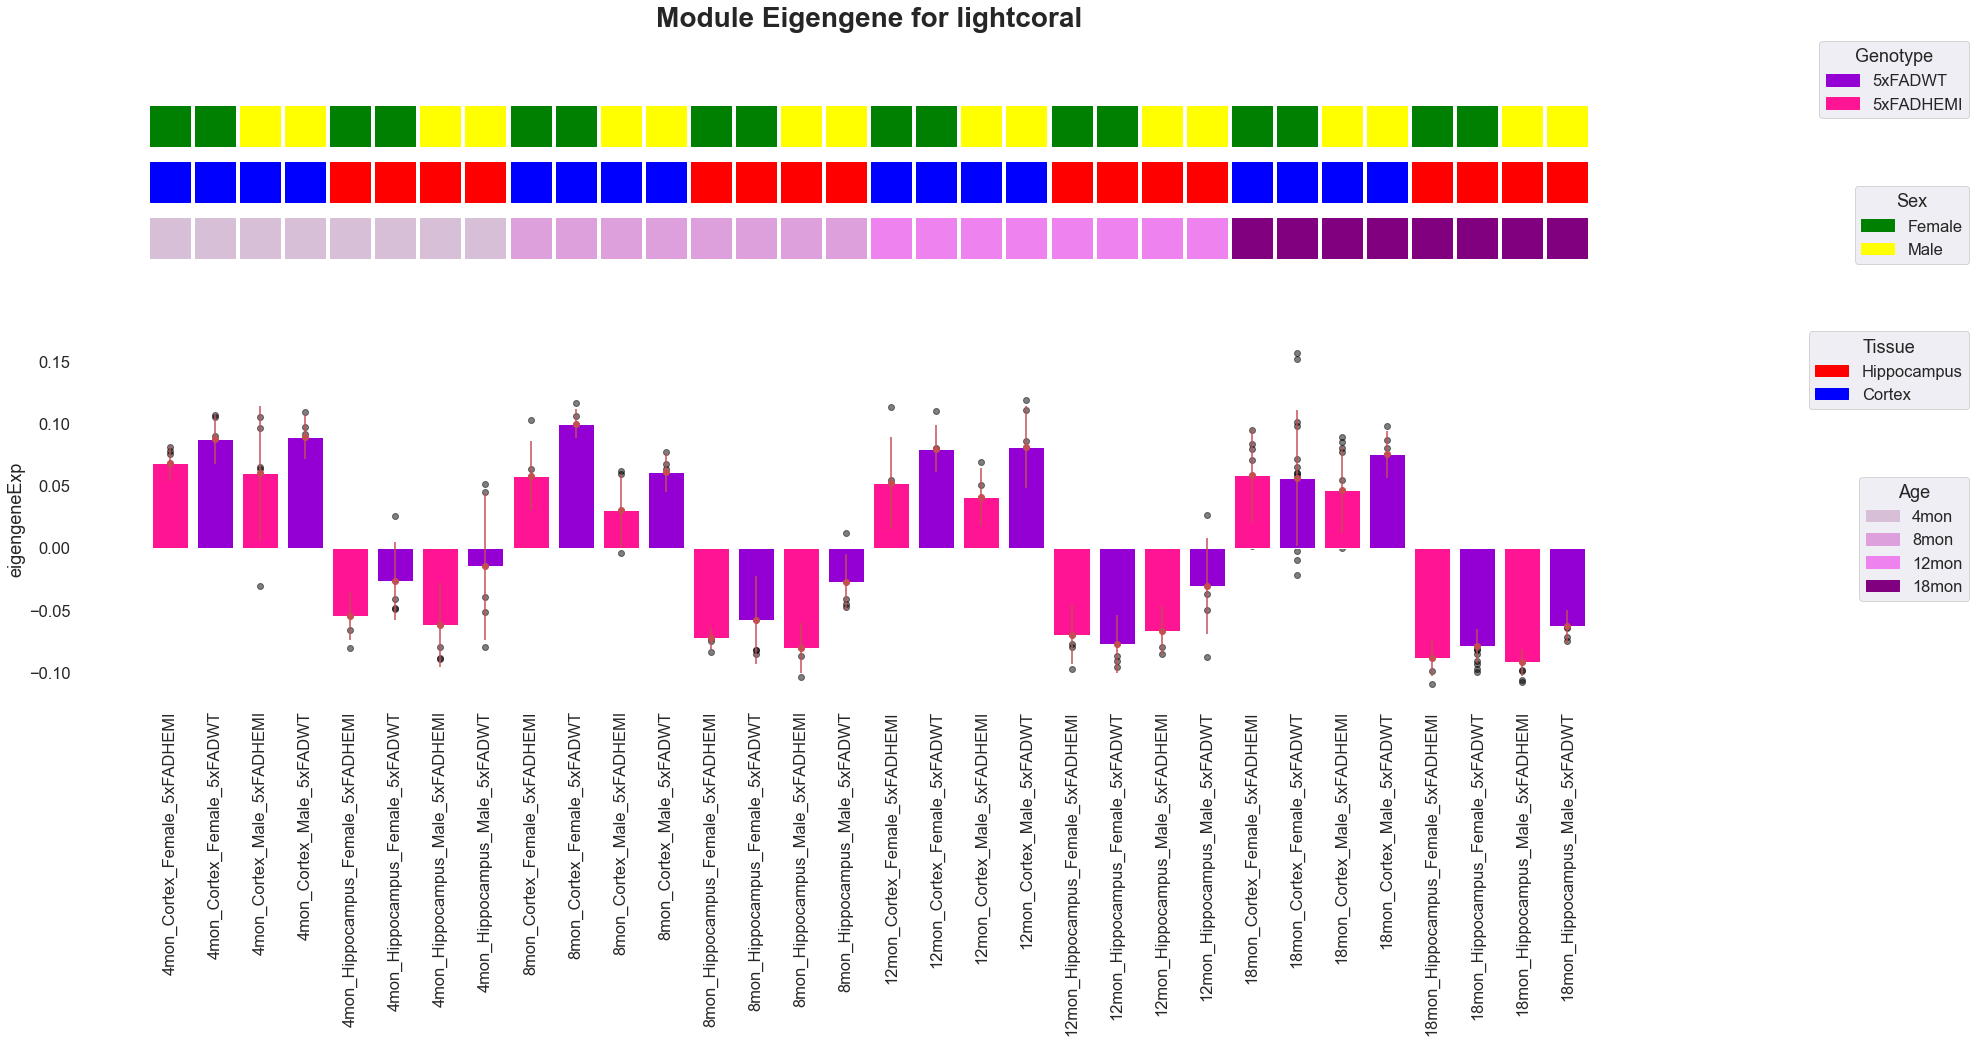 Module Eigengene for lightcoral
Genotype
5xFADWT
5xFADHEMI
Sex
Female
Male
Tissue
Hippocampus
Cortex
Age
4mon
8mon
12mon
18mon
eigengeneExp
0.15
0.10
0.05
0.00
−0.05
−0.10
4mon_Cortex_Female_5xFADHEMI
4mon_Cortex_Female_5xFADWT
4mon_Cortex_Male_5xFADHEMI
4mon_Cortex_Male_5xFADWT
4mon_Hippocampus_Female_5xFADHEMI
4mon_Hippocampus_Female_5xFADWT
4mon_Hippocampus_Male_5xFADHEMI
4mon_Hippocampus_Male_5xFADWT
8mon_Cortex_Female_5xFADHEMI
8mon_Cortex_Female_5xFADWT
8mon_Cortex_Male_5xFADHEMI
8mon_Cortex_Male_5xFADWT
8mon_Hippocampus_Female_5xFADHEMI
8mon_Hippocampus_Female_5xFADWT
8mon_Hippocampus_Male_5xFADHEMI
8mon_Hippocampus_Male_5xFADWT
12mon_Cortex_Female_5xFADHEMI
12mon_Cortex_Female_5xFADWT
12mon_Cortex_Male_5xFADHEMI
12mon_Cortex_Male_5xFADWT
12mon_Hippocampus_Female_5xFADHEMI
12mon_Hippocampus_Female_5xFADWT
12mon_Hippocampus_Male_5xFADHEMI
12mon_Hippocampus_Male_5xFADWT
18mon_Cortex_Female_5xFADHEMI
18mon_Cortex_Female_5xFADWT
18mon_Cortex_Male_5xFADHEMI
18mon_Cortex_Male_5xFADWT
18mon_Hippocampus_Female_5xFADHEMI
18mon_Hippocampus_Female_5xFADWT
18mon_Hippocampus_Male_5xFADHEMI
18mon_Hippocampus_Male_5xFADWT